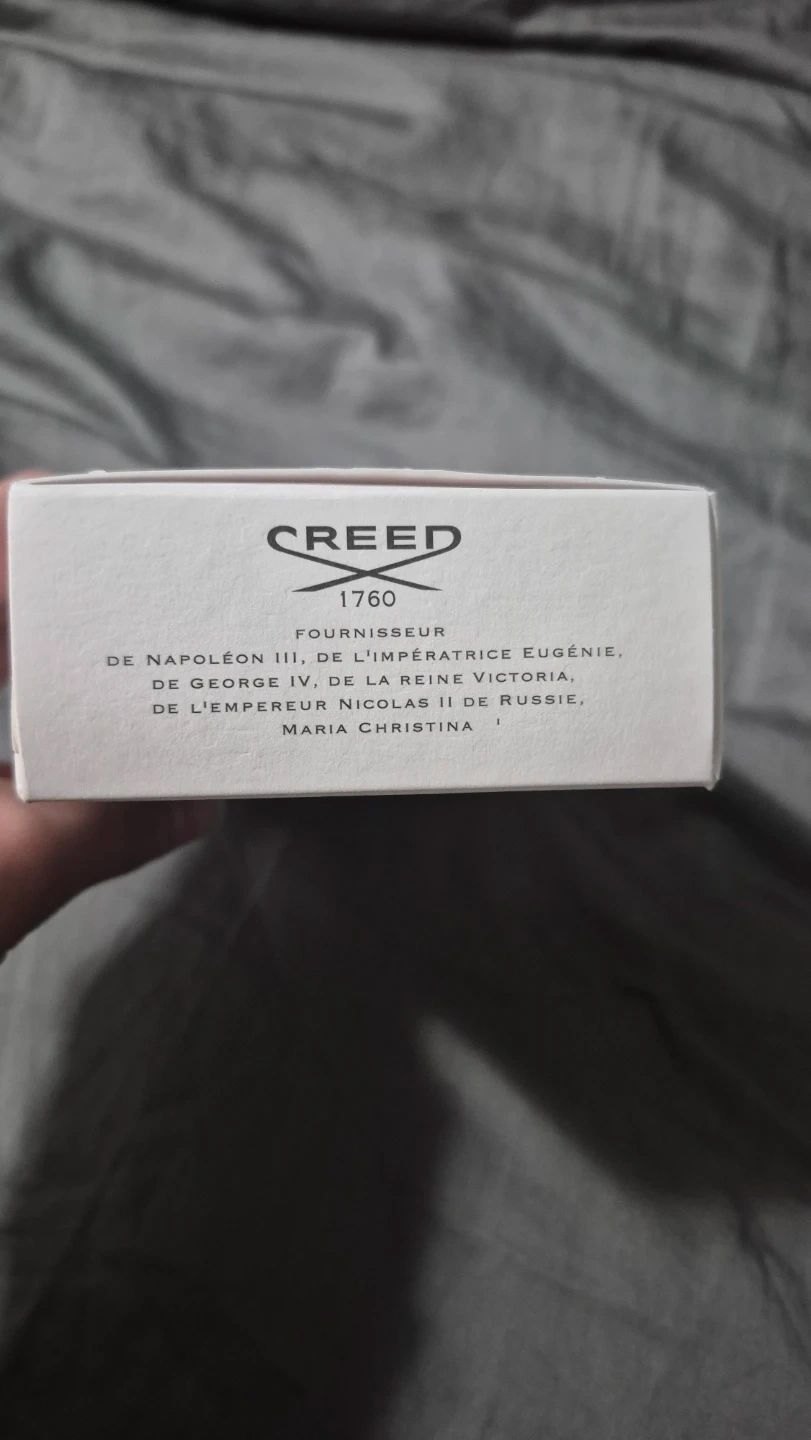 CREED
1760
FOURNISSEUR
DE NAPOLÉON III, DE L'IMPÉRATRICE EUGÉNIE,
DE GEORGE IV, DE LA REINE VICTORIA,
DE L'EMPEREUR NICOLAS II DE RUSSIE,
MARIA CHRISTINA '